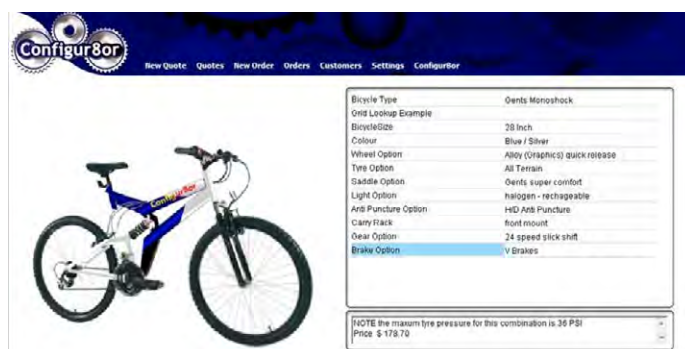 Configur8or
New Quote Quotes New Order Orders Customers Settings Configur8or
Bicycle Type Gents Monoshock
Grid Lookup Example
BicycleSize 28 Inch
Colour Blue / Silver
Wheel Option Alloy (Graphics) quick release
Tyre Option All Terrain
Saddle Option Gents super comfort
Light Option halogen - rechageable
Anti Puncture Option H/D Anti Puncture
Carry Rack front mount
Gear Option 24 speed slick shift
Brake Option V Brakes
Configur8or
NOTE the maxum tyre pressure for this combination is 36 PSI
Price $ 179.70